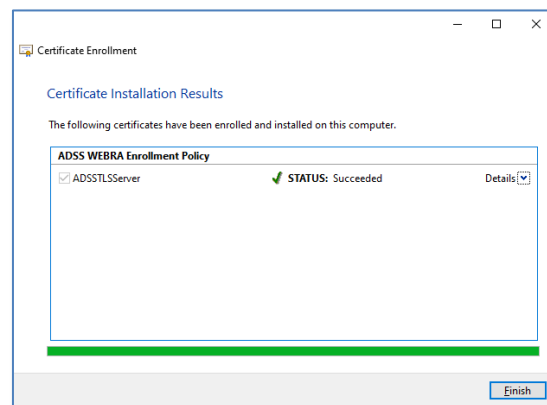 Certificate Enrollment
Certificate Installation Results
The following certificates have been enrolled and installed on this computer.
ADSS WEBRA Enrollment Policy
ADSSTLSServer STATUS: Succeeded Details
Finish